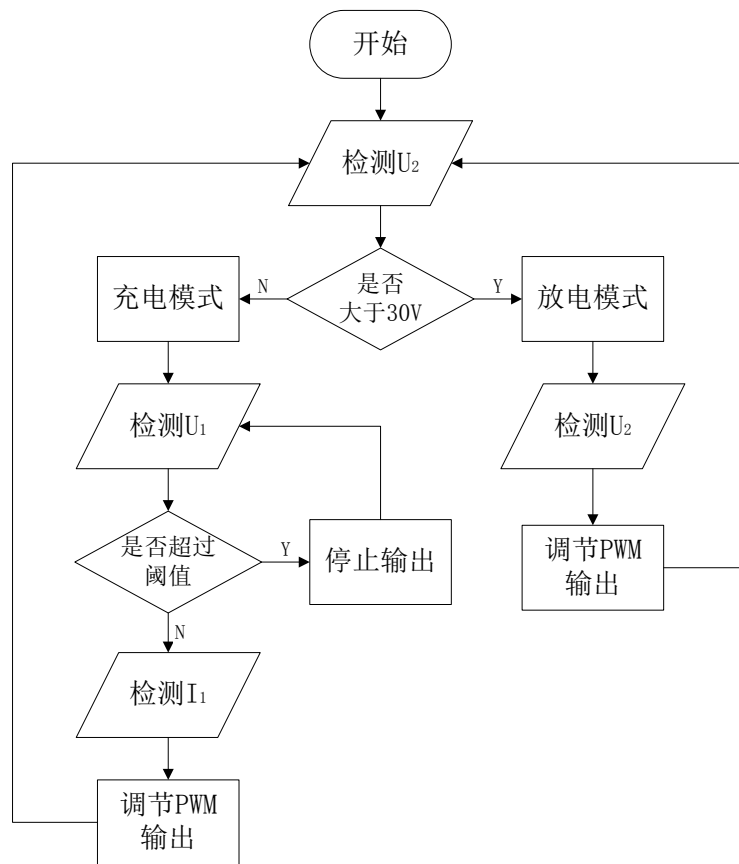 开始
检测U₂
充电模式
N
是否
大于30V
Y
放电模式
检测U₁
检测U₂
是否超过
阈值
Y
停止输出
调节PWM
输出
N
检测I₁
调节PWM
输出